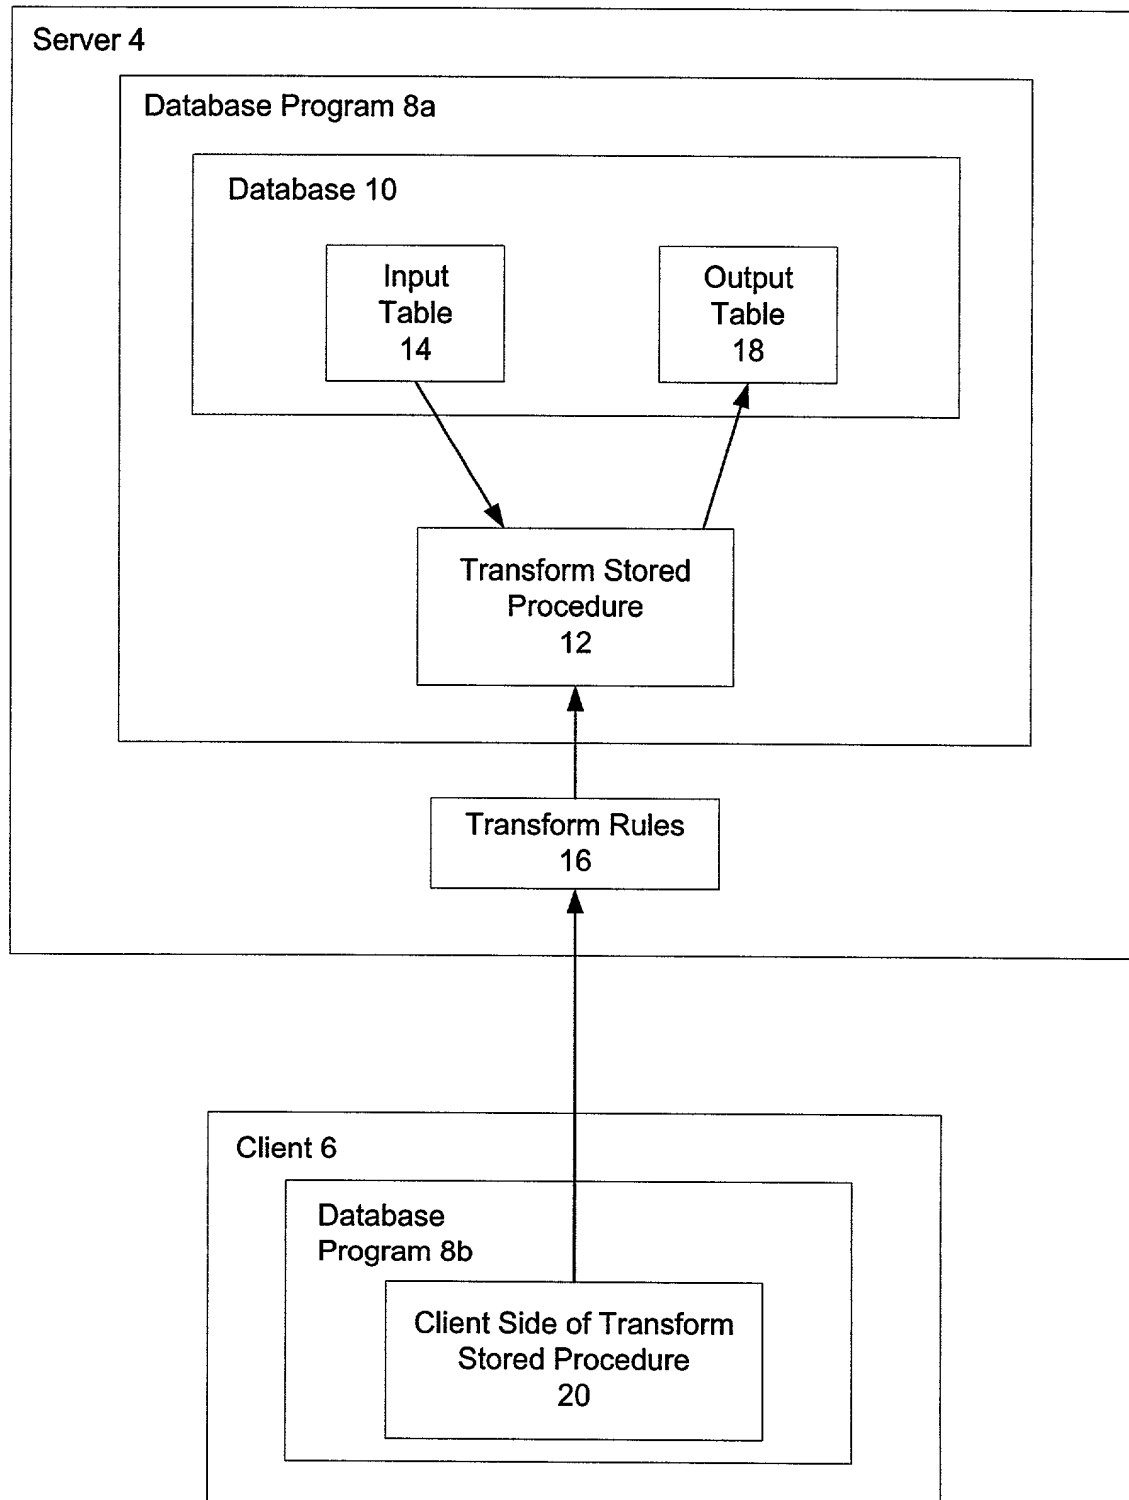 Server 4
Database Program 8a
Database 10
Input
Table
14
Output
Table
18
Transform Stored
Procedure
12
Transform Rules
16
Client 6
Database
Program 8b
Client Side of Transform
Stored Procedure
20